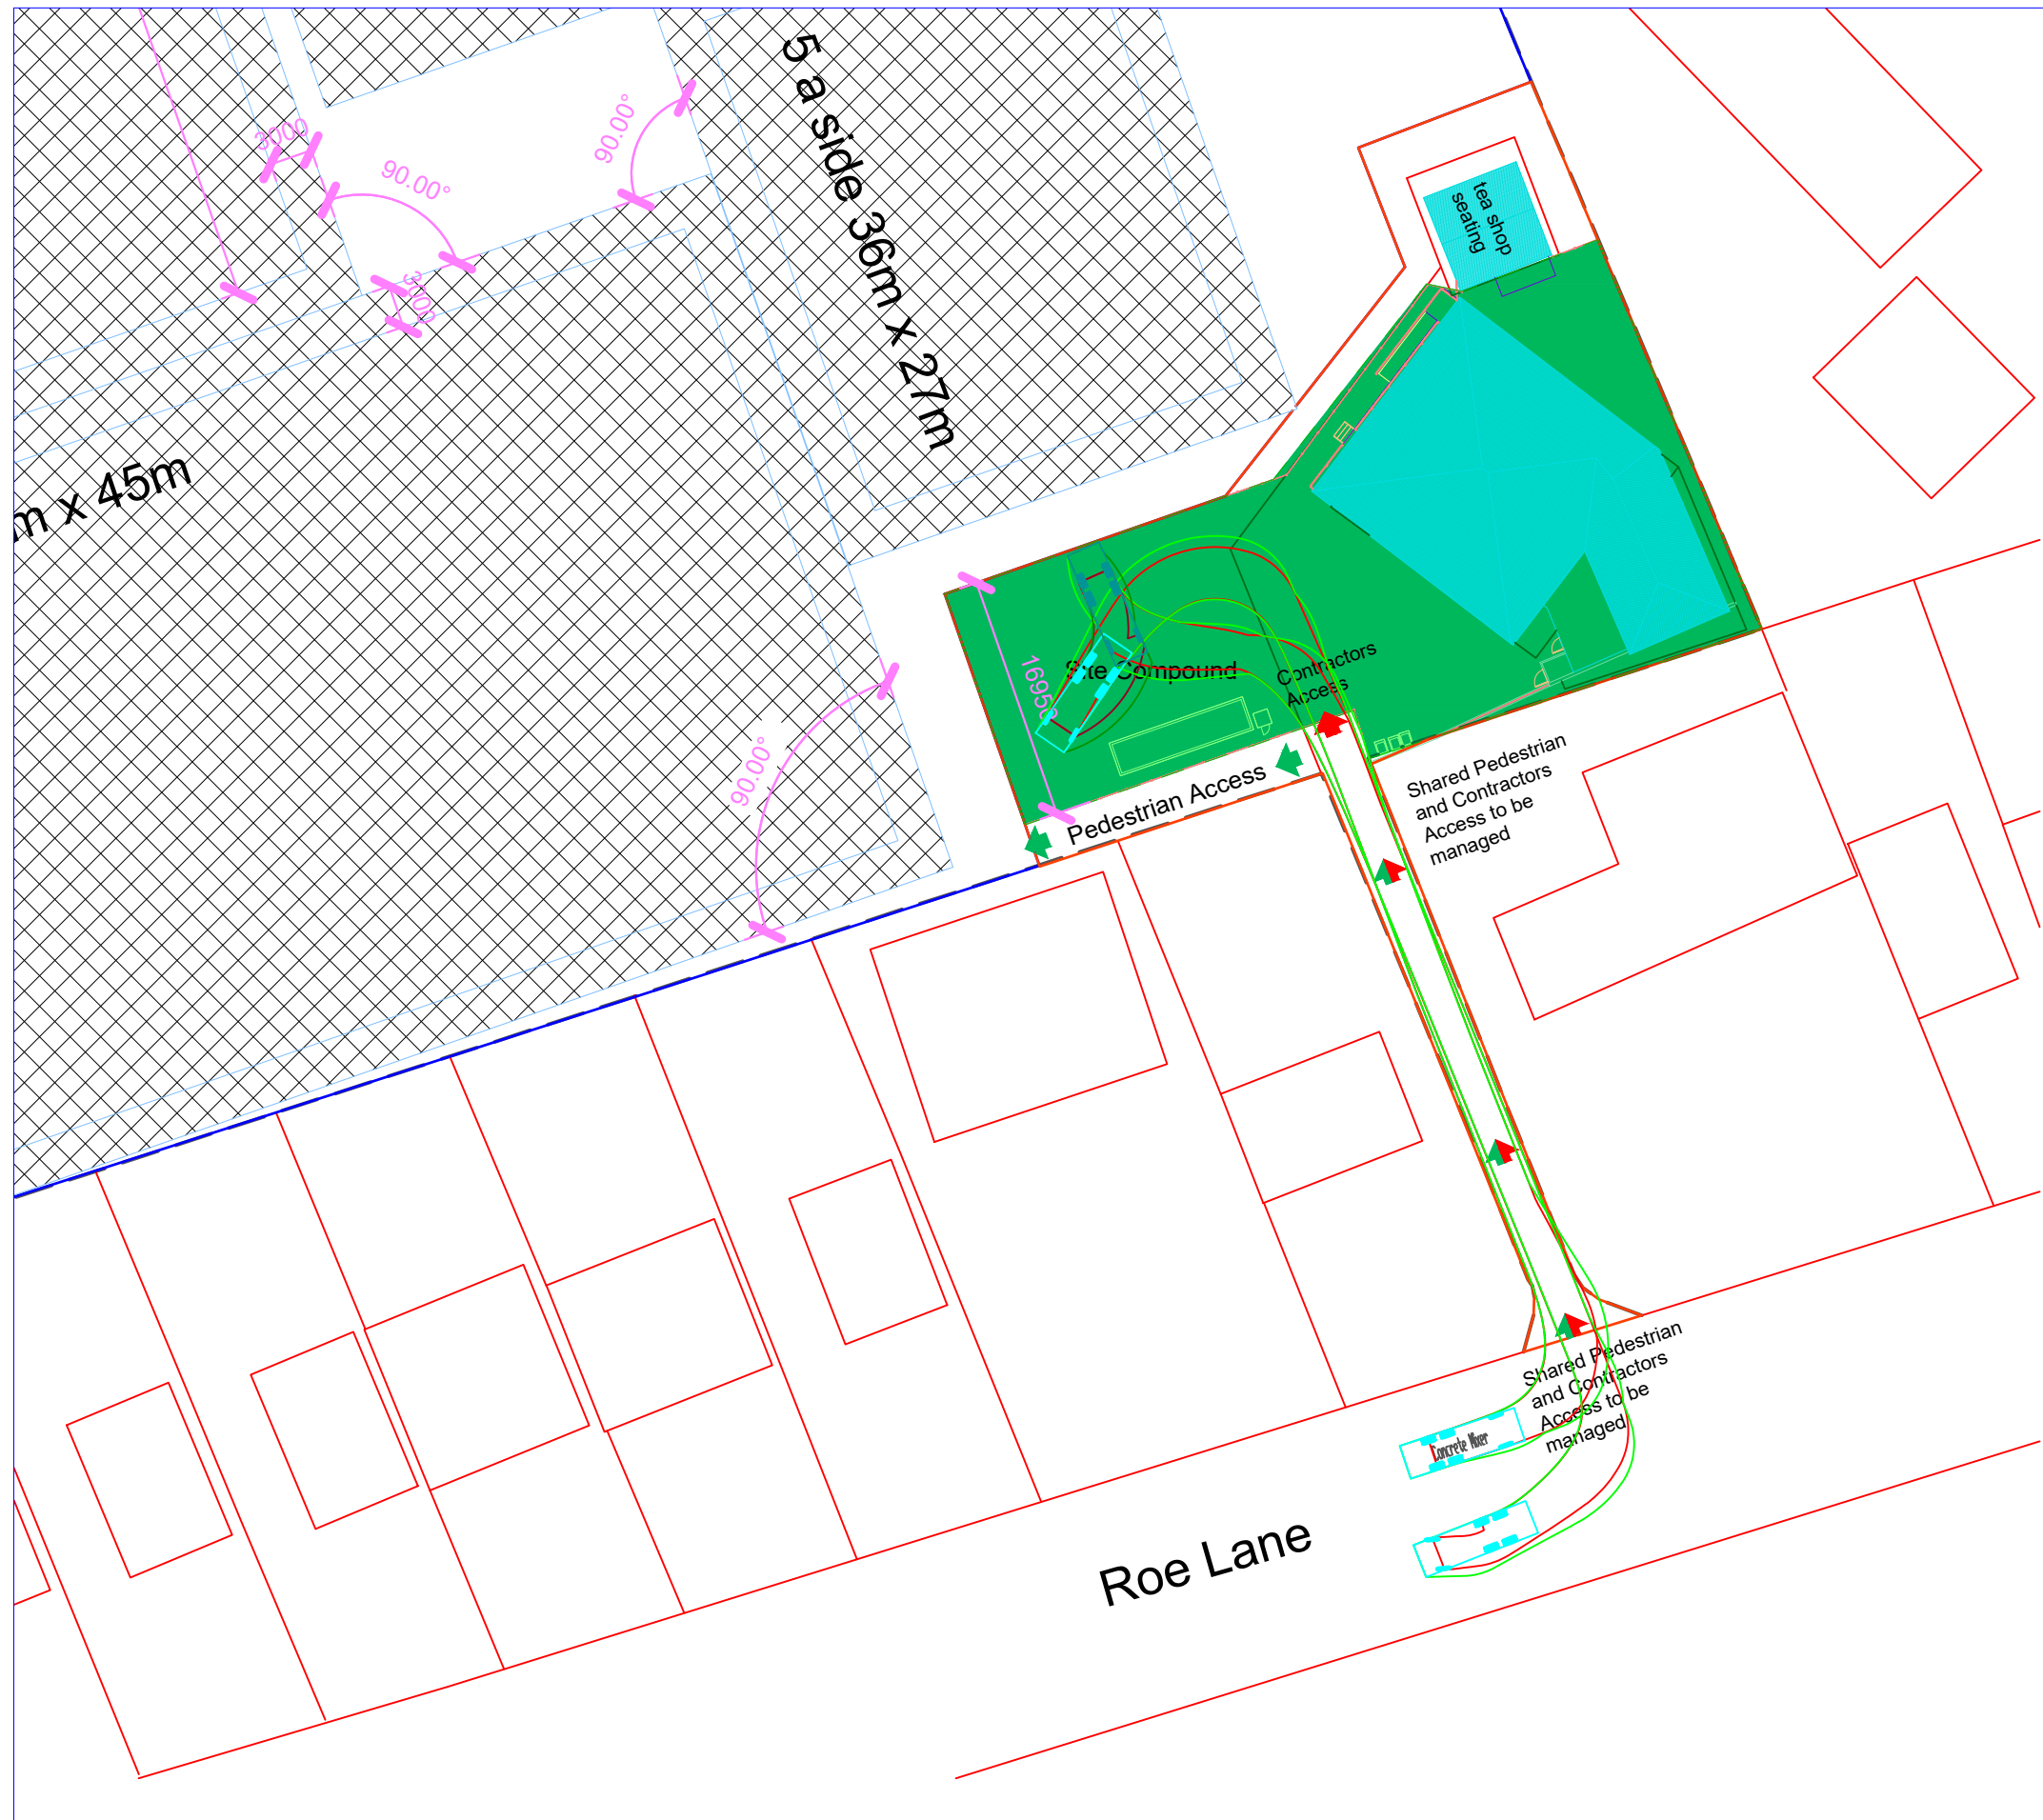 5 a side 36m x 27m
3000
90.00°
90.00°
3000
tea shop
seating
m x 45m
Site Compound
Contractors
Access
90.00°
Pedestrian Access
Shared Pedestrian
and Contractors
Access to be
managed
Shared Pedestrian
and Contractors
Access to be
managed
Concrete Mixer
Roe Lane